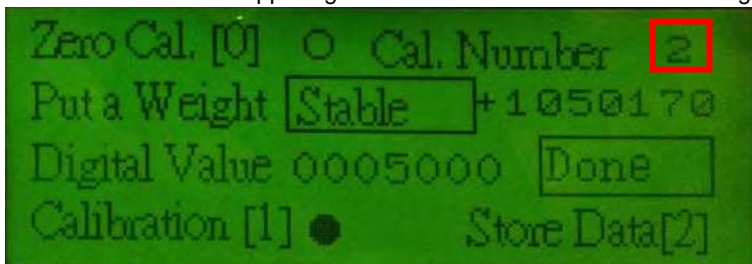 Zero Cal. [0] O Cal. Number 2
Put a Weight Stable +1050170
Digital Value 0005000 Done
Calibration [1] ● Store Data[2]